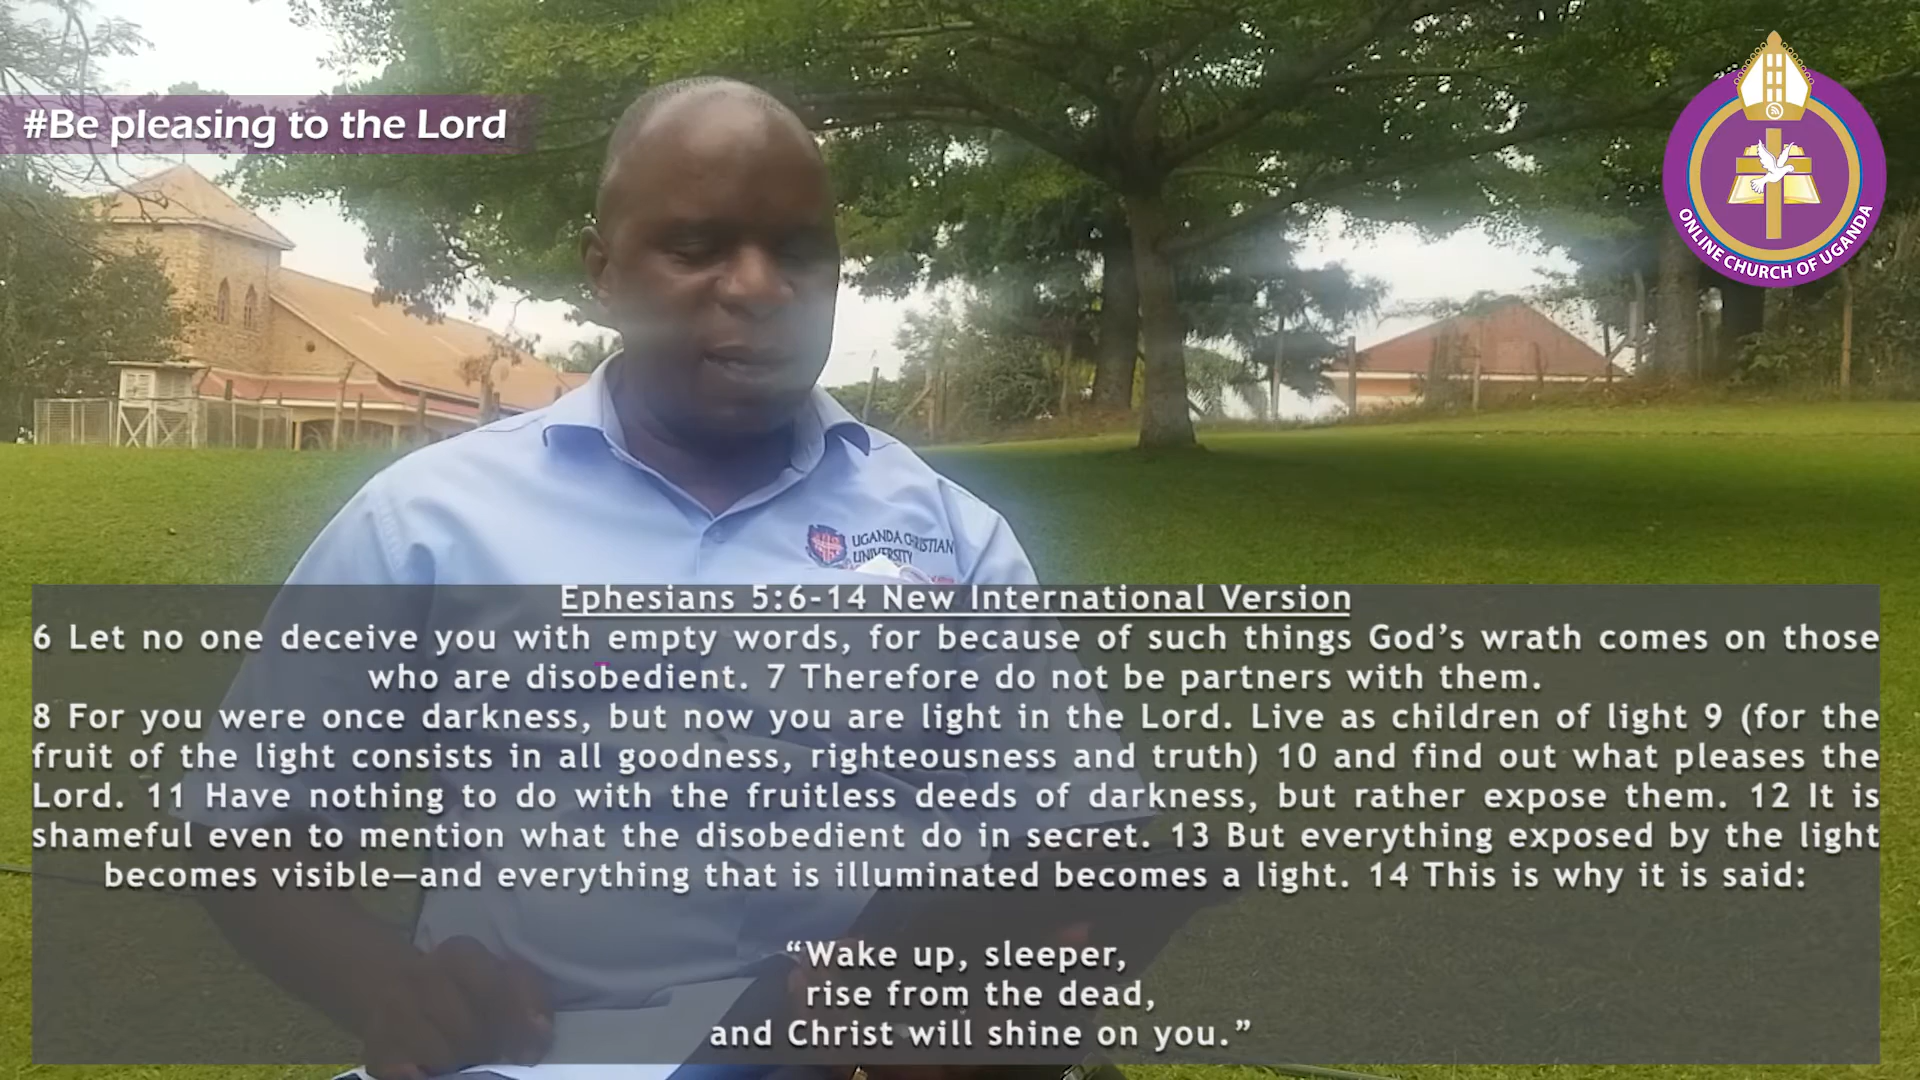 #Be pleasing to the Lord
ONLINE CHURCH OF UGANDA
UGANDA CHRISTIAN
UNIVERSITY
Ephesians 5:6-14 New International Version
6 Let no one deceive you with empty words, for because of such things God’s wrath comes on those
who are disobedient. 7 Therefore do not be partners with them.
8 For you were once darkness, but now you are light in the Lord. Live as children of light 9 (for the
fruit of the light consists in all goodness, righteousness and truth) 10 and find out what pleases the
Lord. 11 Have nothing to do with the fruitless deeds of darkness, but rather expose them. 12 It is
shameful even to mention what the disobedient do in secret. 13 But everything exposed by the light
becomes visible—and everything that is illuminated becomes a light. 14 This is why it is said:
“Wake up, sleeper,
rise from the dead,
and Christ will shine on you.”